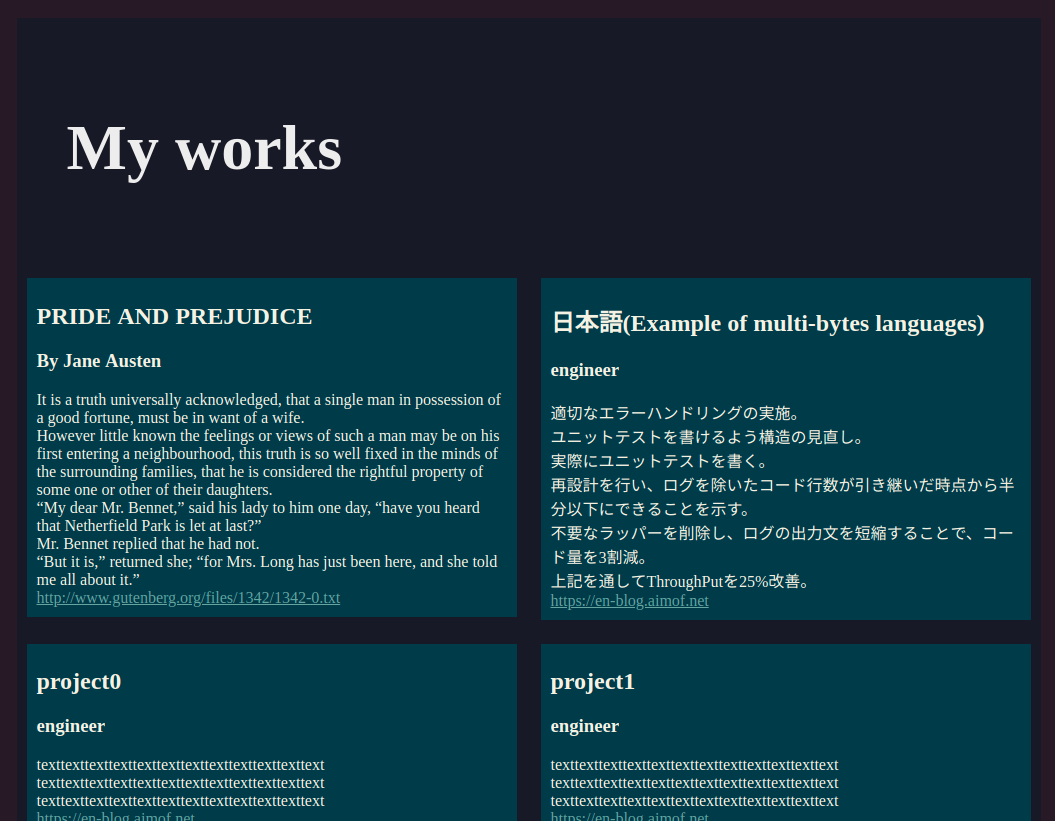 My works
PRIDE AND PREJUDICE
By Jane Austen
It is a truth universally acknowledged, that a single man in possession of
a good fortune, must be in want of a wife.
However little known the feelings or views of such a man may be on his
first entering a neighbourhood, this truth is so well fixed in the minds of
the surrounding families, that he is considered the rightful property of
some one or other of their daughters.
“My dear Mr. Bennet,” said his lady to him one day, “have you heard
that Netherfield Park is let at last?”
Mr. Bennet replied that he had not.
“But it is,” returned she; “for Mrs. Long has just been here, and she told
me all about it.”
http://www.gutenberg.org/files/1342/1342-0.txt
日本語(Example of multi-bytes languages)
engineer
適切なエラーハンドリングの実施。
ユニットテストを書けるよう構造の見直し。
実際にユニットテストを書く。
再設計を行い、ログを除いたコード行数が引き継いだ時点から半
分以下にできることを示す。
不要なラッパーを削除し、ログの出力文を短縮することで、コー
ド量を3割減。
上記を通してThroughPutを25%改善。
https://en-blog.aimof.net
project0
engineer
texttexttexttexttexttexttexttexttexttexttexttext
texttexttexttexttexttexttexttexttexttexttexttext
texttexttexttexttexttexttexttexttexttexttexttext
https://en-blog.aimof.net
project1
engineer
texttexttexttexttexttexttexttexttexttexttexttext
texttexttexttexttexttexttexttexttexttexttexttext
texttexttexttexttexttexttexttexttexttexttexttext
https://en-blog.aimof.net